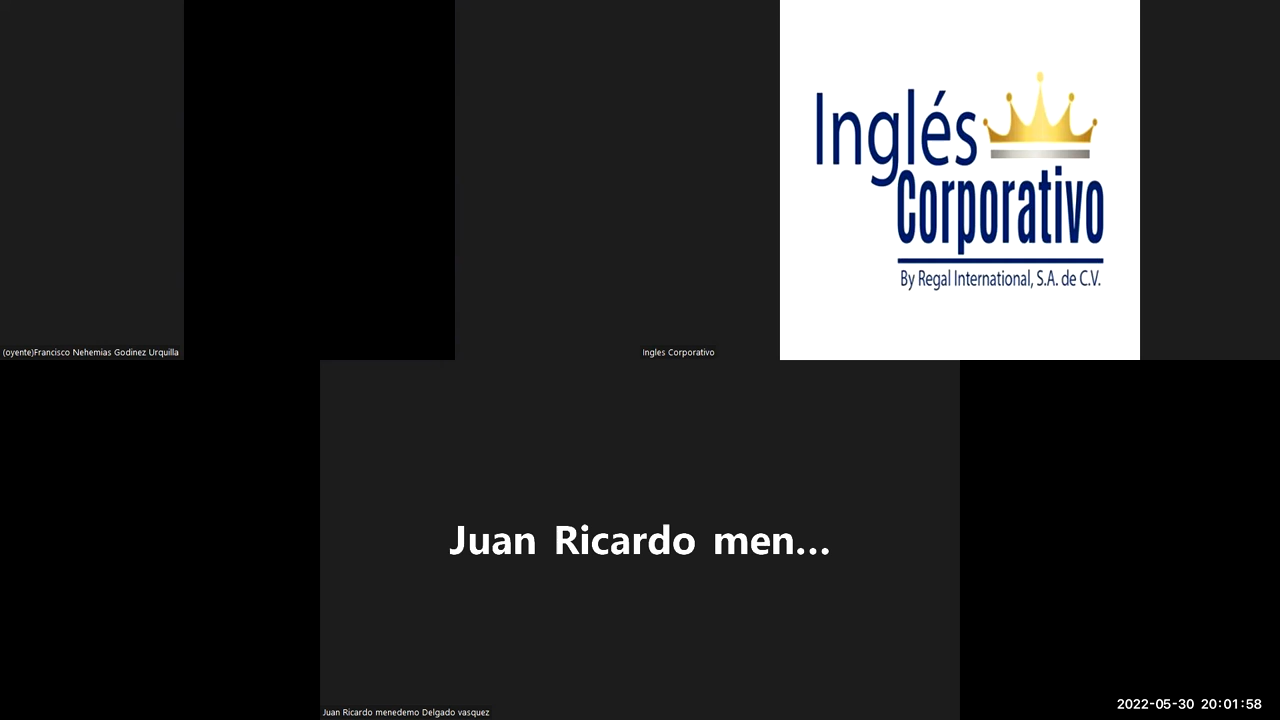 Inglés
Corporativo
By Regal International, S.A. de C.V.
(oyente)Francisco Nehemias Godinez Urquilla
Ingles Corporativo
Juan Ricardo men...
Juan Ricardo menedemo Delgado vasquez
2022-05-30 20:01:58